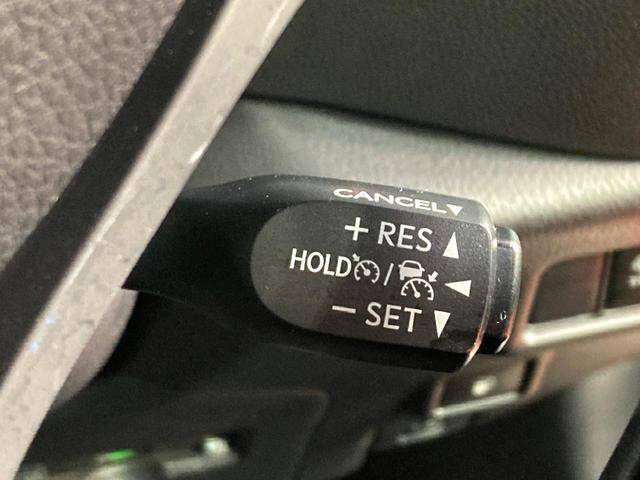 CANCEL▼
+ RES ▲
HOLD / ◀
− SET ▼